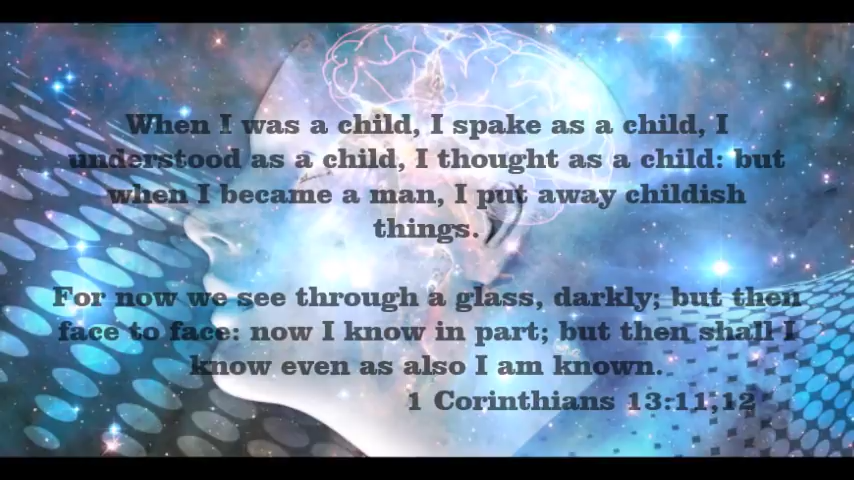 When I was a child, I spake as a child, I
understood as a child, I thought as a child: but
when I became a man, I put away childish
things.
For now we see through a glass, darkly; but then
face to face: now I know in part; but then shall I
know even as also I am known.
1 Corinthians 13:11,12